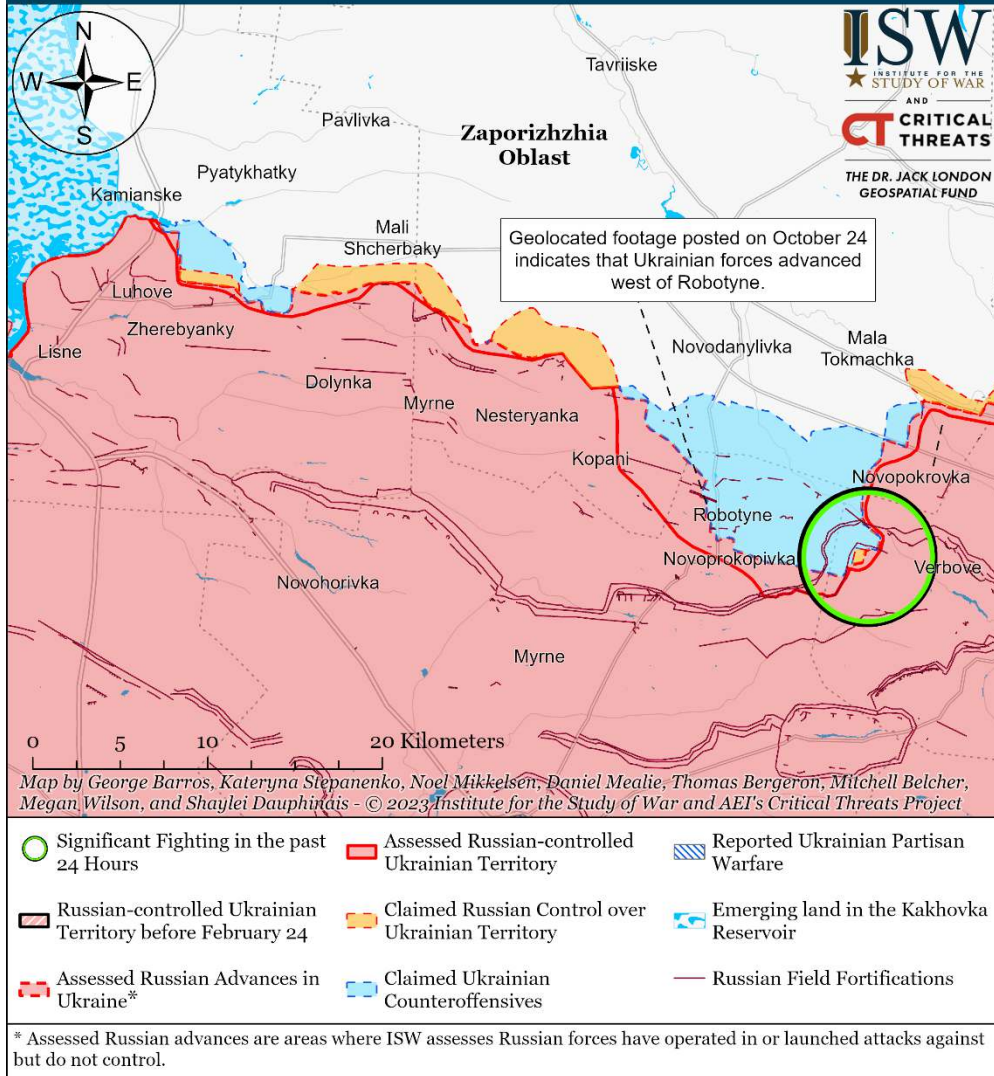 N
W E
S
ISW
INSTITUTE FOR THE
STUDY OF WAR
AND
CT CRITICAL
THREATS
THE DR. JACK LONDON
GEOSPATIAL FUND
Tavriiske
Pavlivka
Zaporizhzhia
Oblast
Pyatykhatky
Kamianske
Mali
Shcherbaky
Geolocated footage posted on October 24
indicates that Ukrainian forces advanced
west of Robotyne.
Luhove
Zherebyanky
Lisne
Dolynka
Myrne
Nesteryanka
Novodanylivka
Mala
Tokmachka
Kopani
Novopokrovka
Robotyne
Novoprokopivka
Verbove
Novohorivka
Myrne
0 5 10 20 Kilometers
Map by George Barros, Kateryna Stepanenko, Noel Mikkelsen, Daniel Mealie, Thomas Bergeron, Mitchell Belcher,
Megan Wilson, and Shaylei Dauphinais - © 2023 Institute for the Study of War and AEI's Critical Threats Project
Significant Fighting in the past
24 Hours
Russian-controlled Ukrainian
Territory before February 24
Assessed Russian Advances in
Ukraine*
Assessed Russian-controlled
Ukrainian Territory
Claimed Russian Control over
Ukrainian Territory
Claimed Ukrainian
Counteroffensives
Reported Ukrainian Partisan
Warfare
Emerging land in the Kakhovka
Reservoir
Russian Field Fortifications
* Assessed Russian advances are areas where ISW assesses Russian forces have operated in or launched attacks against
but do not control.